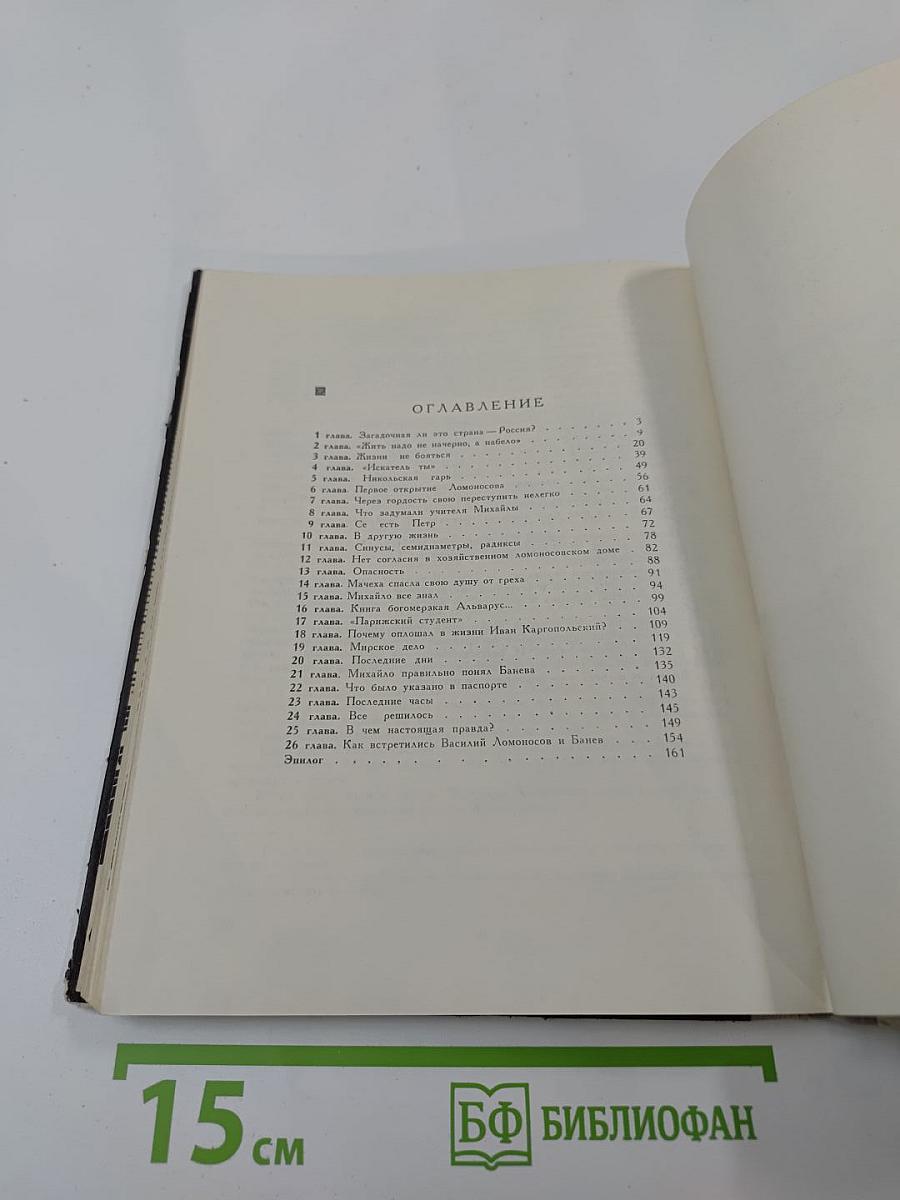 ОГЛАВЛЕНИЕ
1 глава. Загадочная ли это страна — Россия? . . . . . . . 3
2 глава. «Жить надо не начерно, а набело» . . . . . . . 9
3 глава. Жизни не бояться . . . . . . . . . . . 20
4 глава. «Искатель ты» . . . . . . . . . . . . 39
5 глава. Никольская гарь . . . . . . . . . . . 49
6 глава. Первое открытие Ломоносова . . . . . . . . 56
7 глава. Через гордость свою переступить нелегко . . . . . 61
8 глава. Что задумали учителя Михайлы . . . . . . . 64
9 глава. Се есть Петр . . . . . . . . . . . . 67
10 глава. В другую жизнь . . . . . . . . . . . 72
11 глава. Синусы, семидиаметры, радиксы . . . . . . . 78
12 глава. Нет согласия в хозяйственном ломоносовском доме . 82
13 глава. Опасность . . . . . . . . . . . . . 88
14 глава. Мачеха спасла свою душу от греха . . . . . . 91
15 глава. Михайло все знал . . . . . . . . . . . 94
16 глава. Книга богомерзкая Альварус... . . . . . . . . 99
17 глава. «Парижский студент» . . . . . . . . . . 104
18 глава. Почему оплошал в жизни Иван Каргопольский? . . 109
19 глава. Мирское дело . . . . . . . . . . . . 119
20 глава. Последние дни . . . . . . . . . . . . 132
21 глава. Михайло правильно понял Банева . . . . . . 135
22 глава. Что было указано в паспорте . . . . . . . . 140
23 глава. Последние часы . . . . . . . . . . . 143
24 глава. Все решилось . . . . . . . . . . . . 145
25 глава. В чем настоящая правда? . . . . . . . . . 149
26 глава. Как встретились Василий Ломоносов и Банев . . . 154
Эпилог . . . . . . . . . . . . . . . . 161
15 см
БФ БИБЛИОФАН